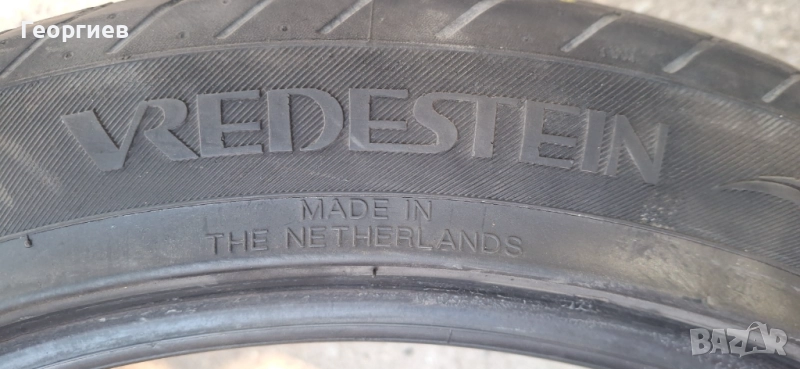 Георгиев
VREDESTEIN
MADE IN
THE NETHERLANDS
BAZAR